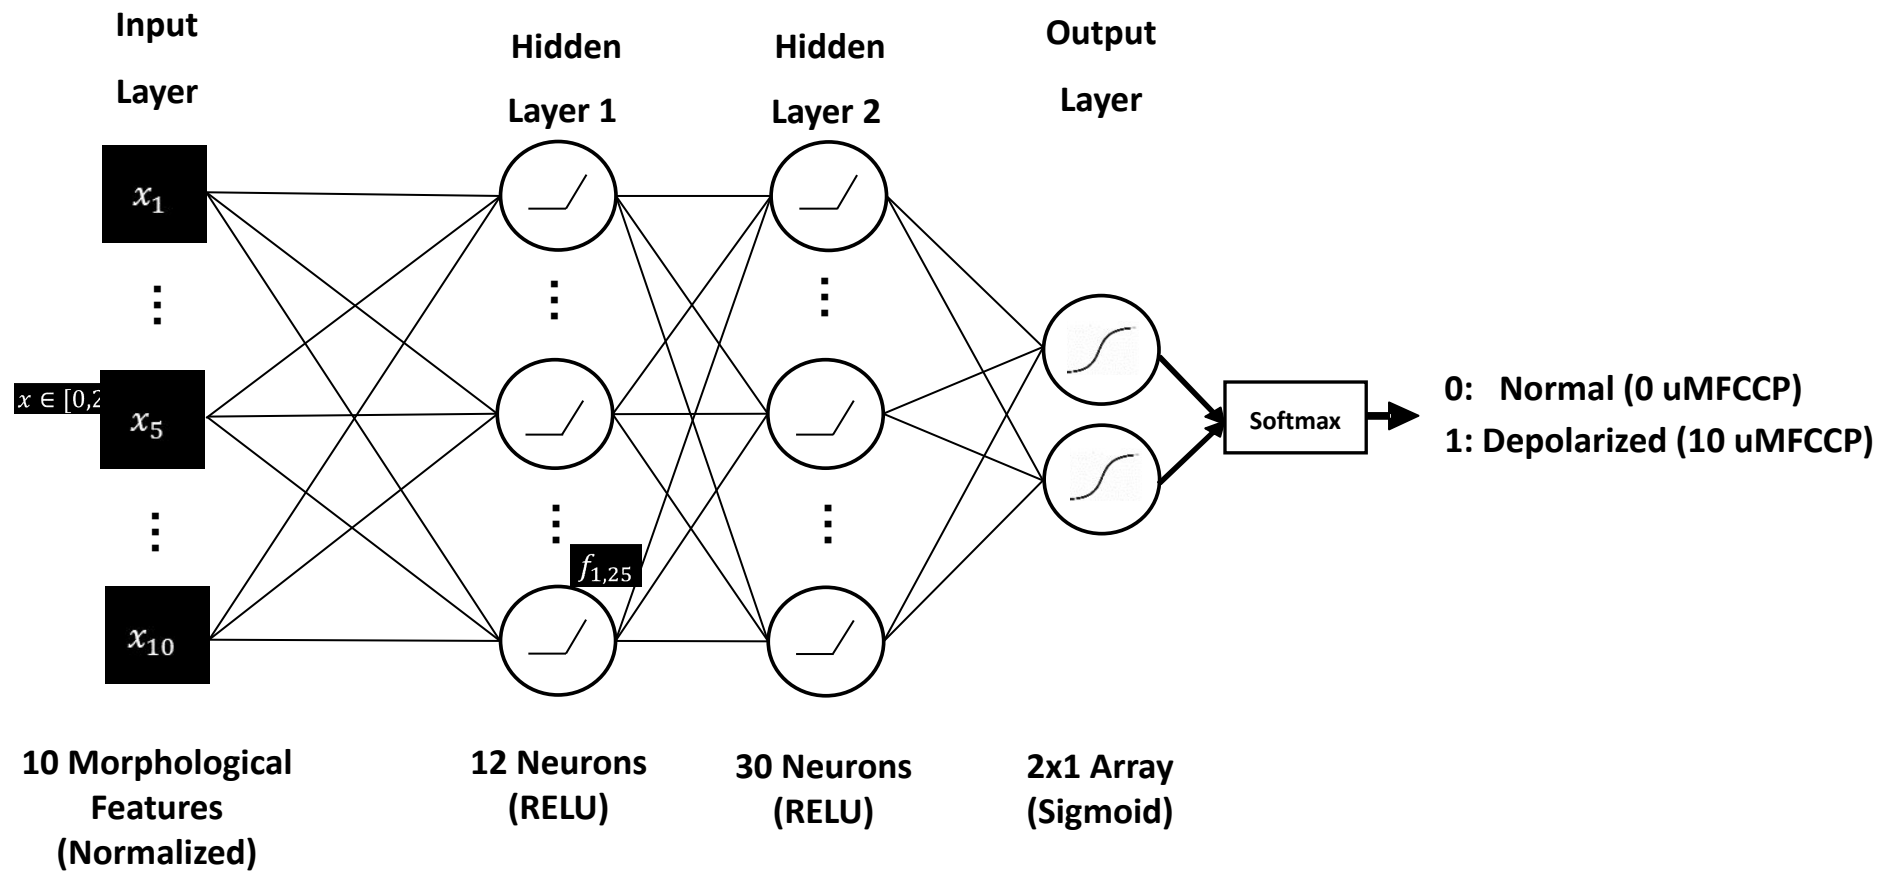 Input
Layer
Hidden
Layer 1
Hidden
Layer 2
Output
Layer
x₁
⋮
⋮
⋮
x ∈ [0,2
x₅
Softmax
0: Normal (0 uMFCCP)
1: Depolarized (10 uMFCCP)
⋮
⋮
⋮
f₁,₂₅
x₁₀
10 Morphological
Features
(Normalized)
12 Neurons
(RELU)
30 Neurons
(RELU)
2x1 Array
(Sigmoid)